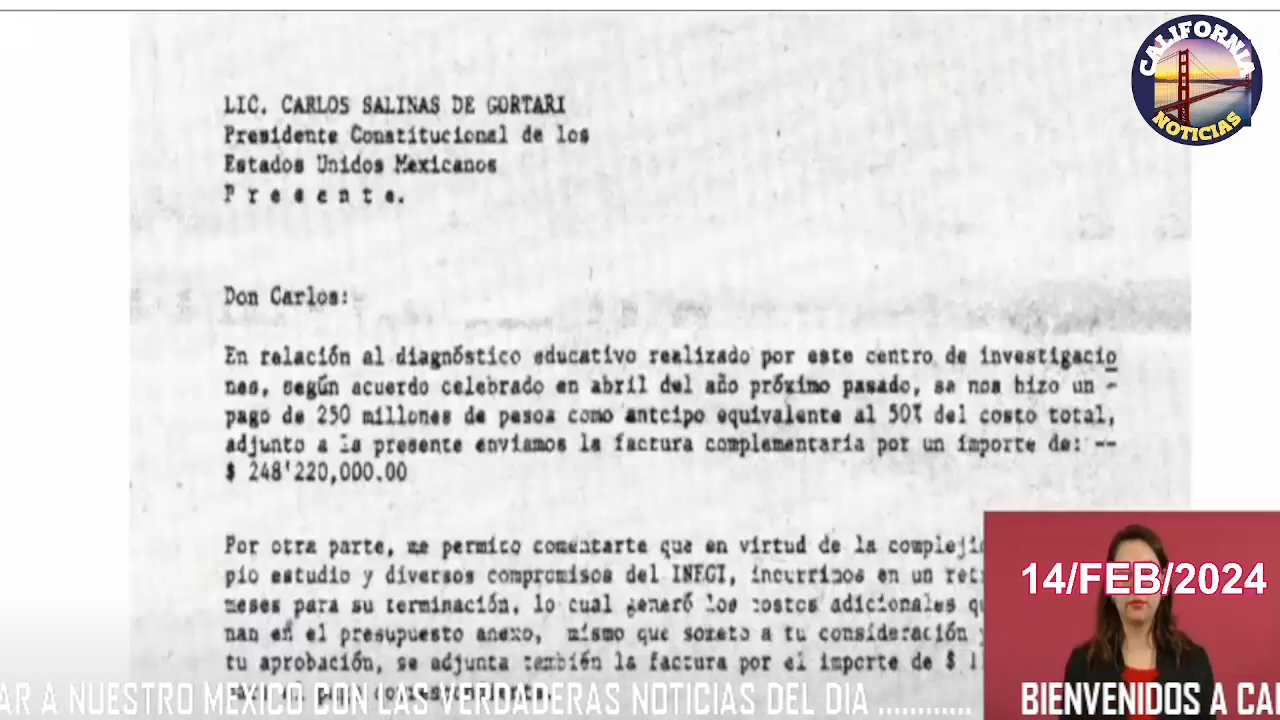 CALIFORNIA
NOTICIAS
LIC. CARLOS SALINAS DE GORTARI
Presidente Constitucional de los
Estados Unidos Mexicanos
P r e s e n t e.
Don Carlos:
En relación al diagnóstico educativo realizado por este centro de investigacio
nes, según acuerdo celebrado en abril del año próximo pasado, se nos hizo un -
pago de 250 millones de pesos como antcipo equivalente al 50% del costo total,
adjunto a la presente enviamos la factura complementaria por un importe de: --
$ 248'220,000.00
Por otra parte, me permito comentarte que en virtud de la compleji
pio estudio y diversos compromisos del INEGI, incurrimos en un ret
meses para su terminación, lo cual generó los costos adicionales qu
nan en el presupuesto anexo, mismo que someto a tu consideración y
tu aprobación, se adjunta también la factura por el importe de $ 1
14/FEB/2024
AR A NUESTRO MEXICO CON LAS VERDADERAS NOTICIAS DEL DIA ............
BIENVENIDOS A CAL